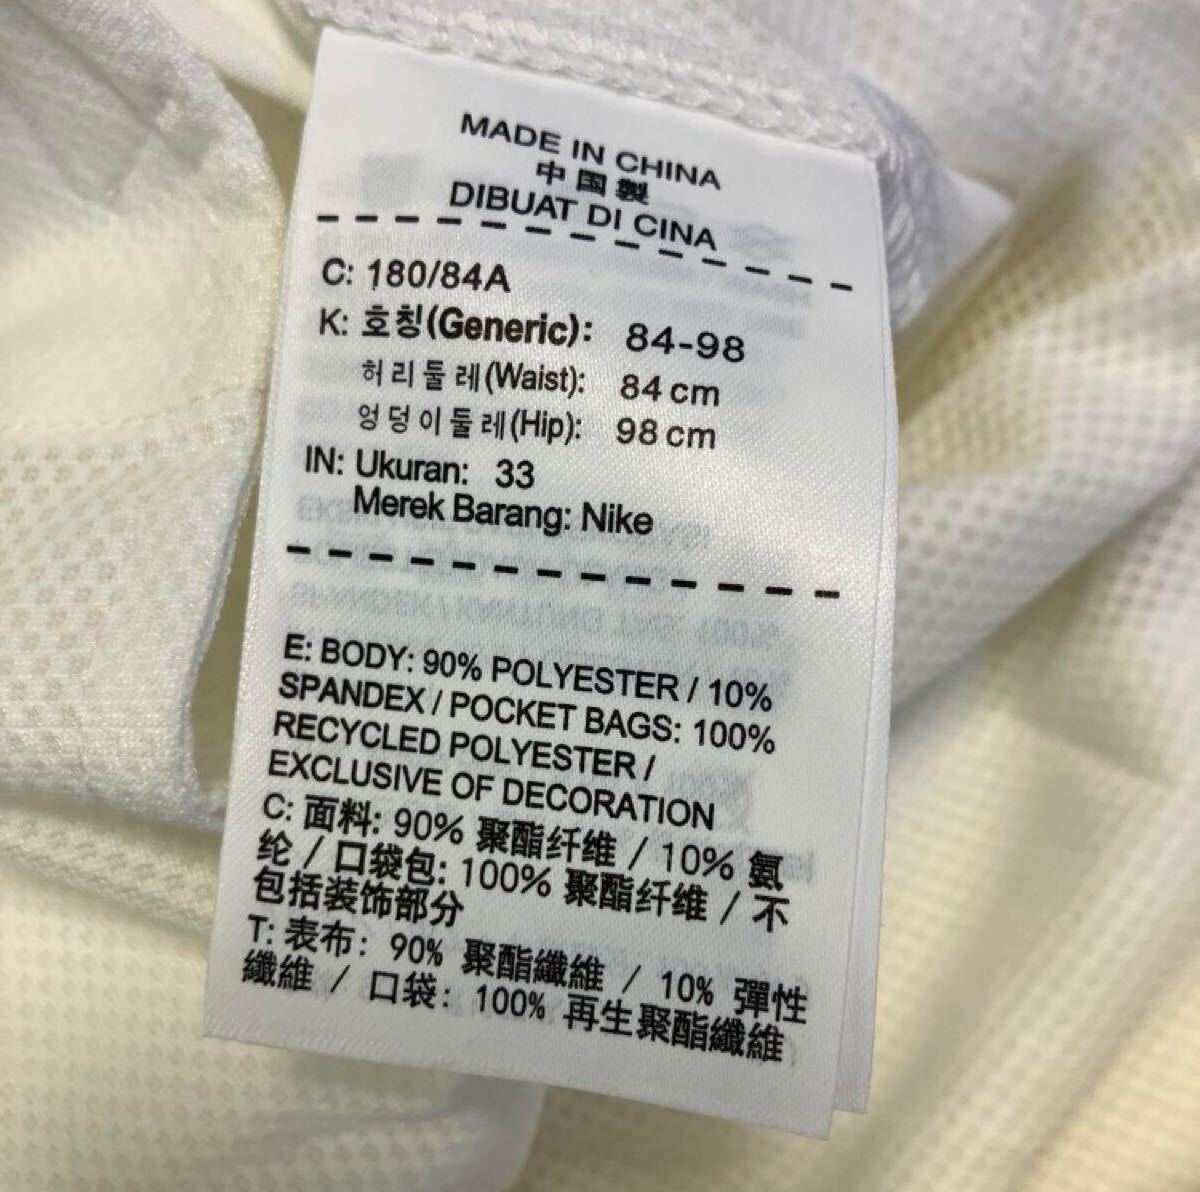 MADE IN CHINA
中国製
DIBUAT DI CINA
C: 180/84A
K: 호칭(Generic): 84-98
허리둘레(Waist): 84 cm
엉덩이둘레(Hip): 98 cm
IN: Ukuran: 33
Merek Barang: Nike
E: BODY: 90% POLYESTER / 10%
SPANDEX / POCKET BAGS: 100%
RECYCLED POLYESTER /
EXCLUSIVE OF DECORATION
C: 面料: 90% 聚酯纤维 / 10% 氨
纶 / 口袋包: 100% 聚酯纤维 / 不
包括装饰部分
T: 表布: 90% 聚酯纖維 / 10% 彈性
纖維 / 口袋: 100% 再生聚酯纖維